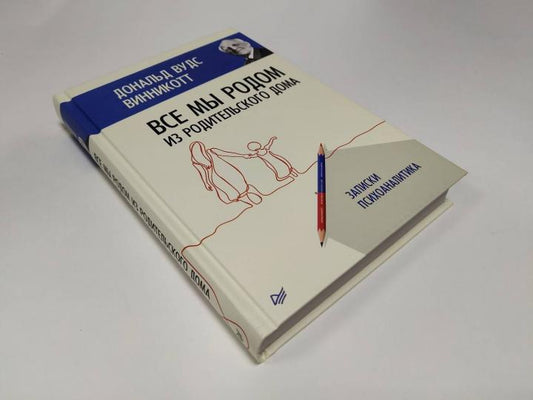 ДОНАЛЬД ВУДС
ВИННИКОТТ
ВСЕ МЫ РОДОМ
ИЗ РОДИТЕЛЬСКОГО ДОМА
ЗАПИСКИ
ПСИХОАНАЛИТИКА
ВСЕ МЫ РОДОМ ИЗ РОДИТЕЛЬСКОГО ДОМА